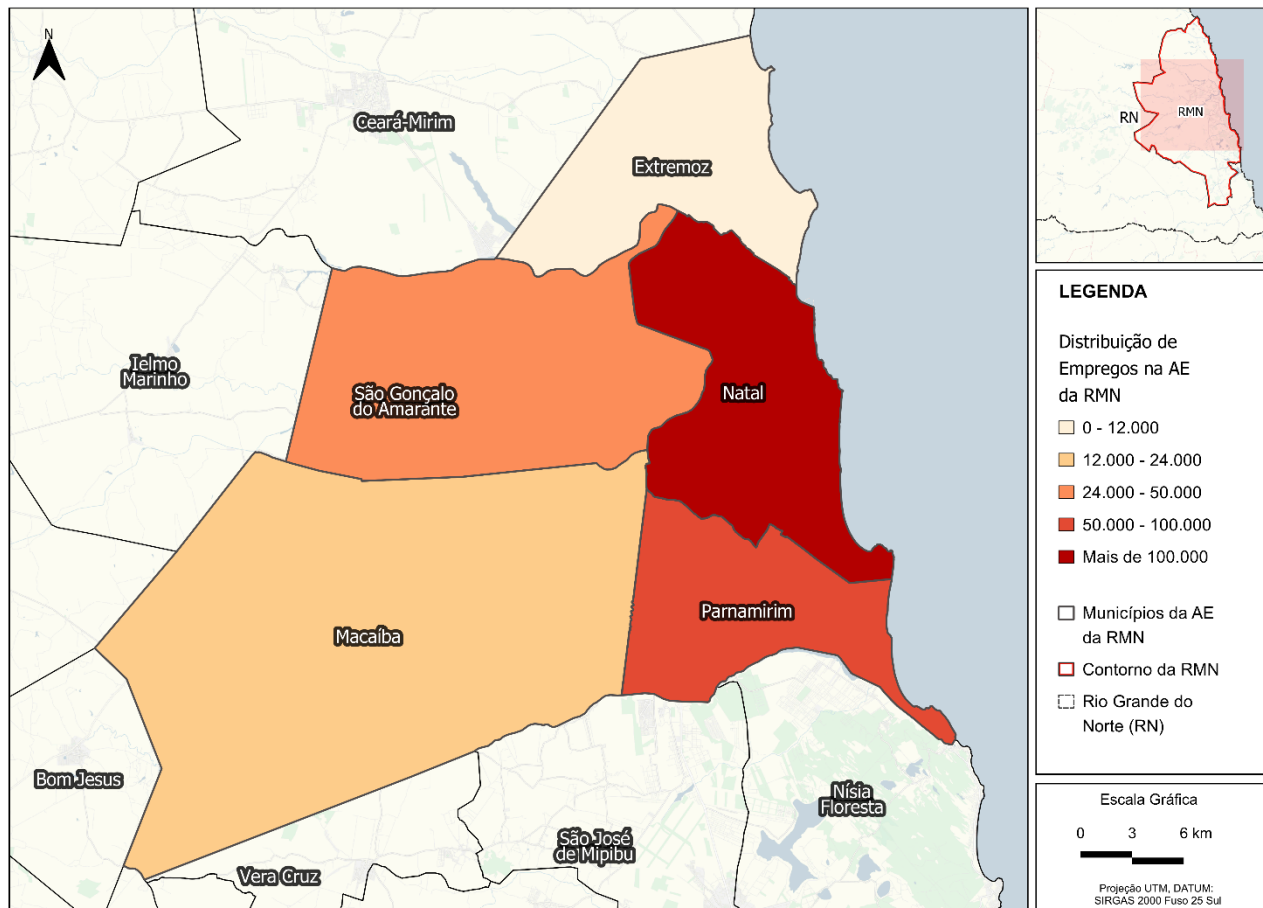 N
Ceará-Mirim
Extremoz
Ielmo
Marinho
São Gonçalo
do Amarante
Natal
Macaíba
Parnamirim
Bom Jesus
Nísia
Floresta
São José
de Mipibu
Vera Cruz
RN
RMN
LEGENDA
Distribuição de
Empregos na AE
da RMN
0 - 12.000
12.000 - 24.000
24.000 - 50.000
50.000 - 100.000
Mais de 100.000
Municípios da AE
da RMN
Contorno da RMN
Rio Grande do
Norte (RN)
Escala Gráfica
0 3 6 km
Projeção UTM, DATUM:
SIRGAS 2000 Fuso 25 Sul